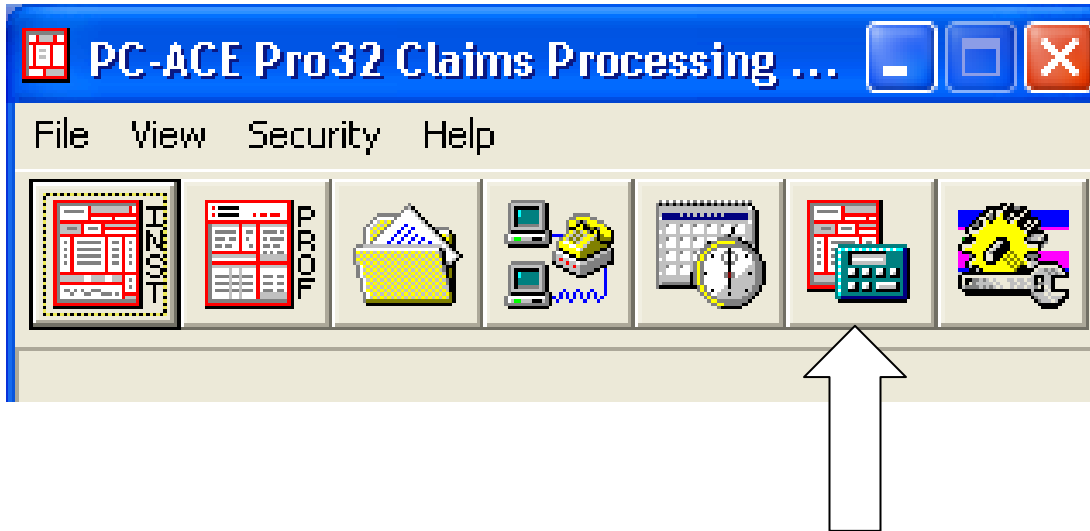 PC-ACE Pro32 Claims Processing ...
File View Security Help
INST
PROF